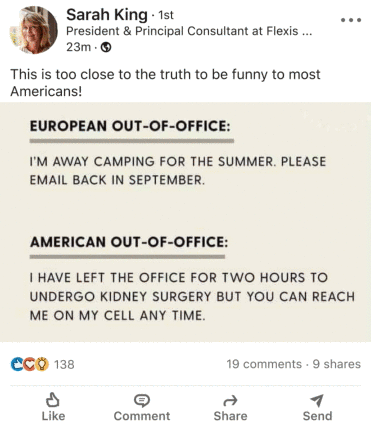 Sarah King · 1st
President & Principal Consultant at Flexis ...
23m ·
This is too close to the truth to be funny to most
Americans!
EUROPEAN OUT-OF-OFFICE:
I'M AWAY CAMPING FOR THE SUMMER. PLEASE
EMAIL BACK IN SEPTEMBER.
AMERICAN OUT-OF-OFFICE:
I HAVE LEFT THE OFFICE FOR TWO HOURS TO
UNDERGO KIDNEY SURGERY BUT YOU CAN REACH
ME ON MY CELL ANY TIME.
138 19 comments · 9 shares
Like Comment Share Send